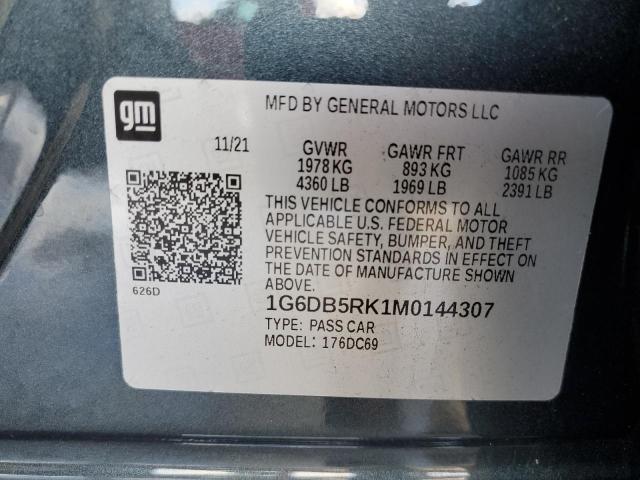 gm
MFD BY GENERAL MOTORS LLC
11/21 GVWR GAWR FRT GAWR RR
1978 KG 893 KG 1085 KG
4360 LB 1969 LB 2391 LB
THIS VEHICLE CONFORMS TO ALL
APPLICABLE U.S. FEDERAL MOTOR
VEHICLE SAFETY, BUMPER, AND THEFT
PREVENTION STANDARDS IN EFFECT ON
THE DATE OF MANUFACTURE SHOWN
ABOVE.
626D
1G6DB5RK1M0144307
TYPE: PASS CAR
MODEL: 176DC69